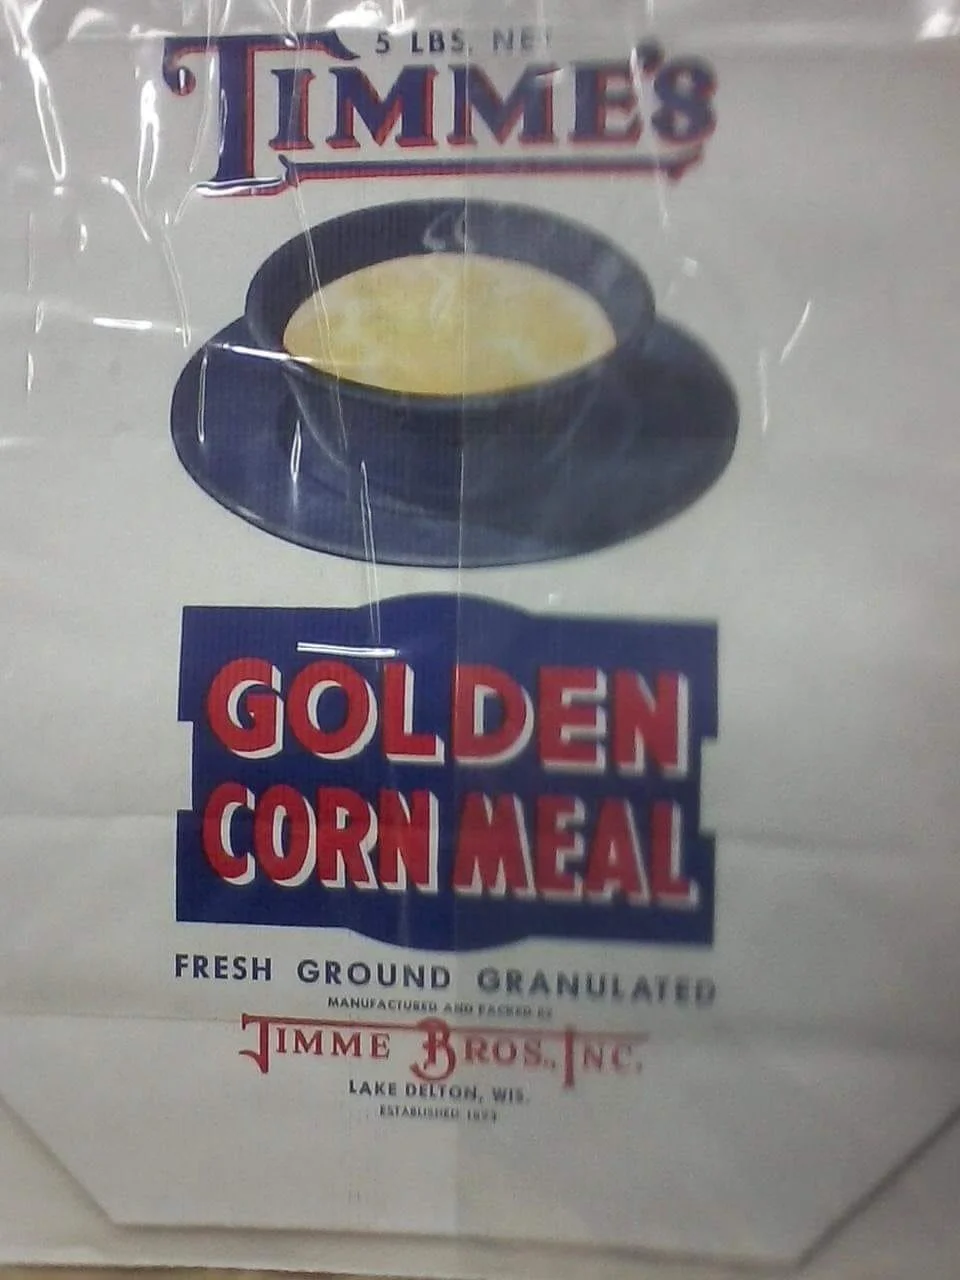 5 LBS. NET
TIMME'S
GOLDEN
CORN MEAL
FRESH GROUND GRANULATED
MANUFACTURED AND PACKED BY
TIMME BROS., INC.
LAKE DELTON, WIS.
ESTABLISHED